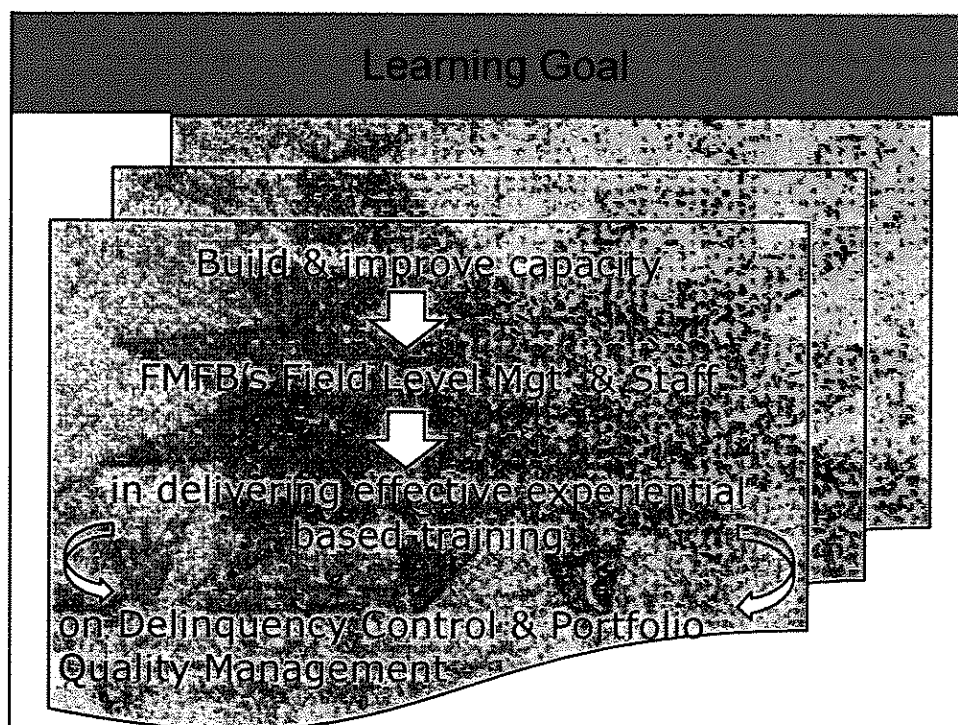 Learning Goal
Build & improve capacity
FMFB's Field Level Mgt. & Staff
in delivering effective experiential
based training
on Delinquency Control & Portfolio
Quality Management